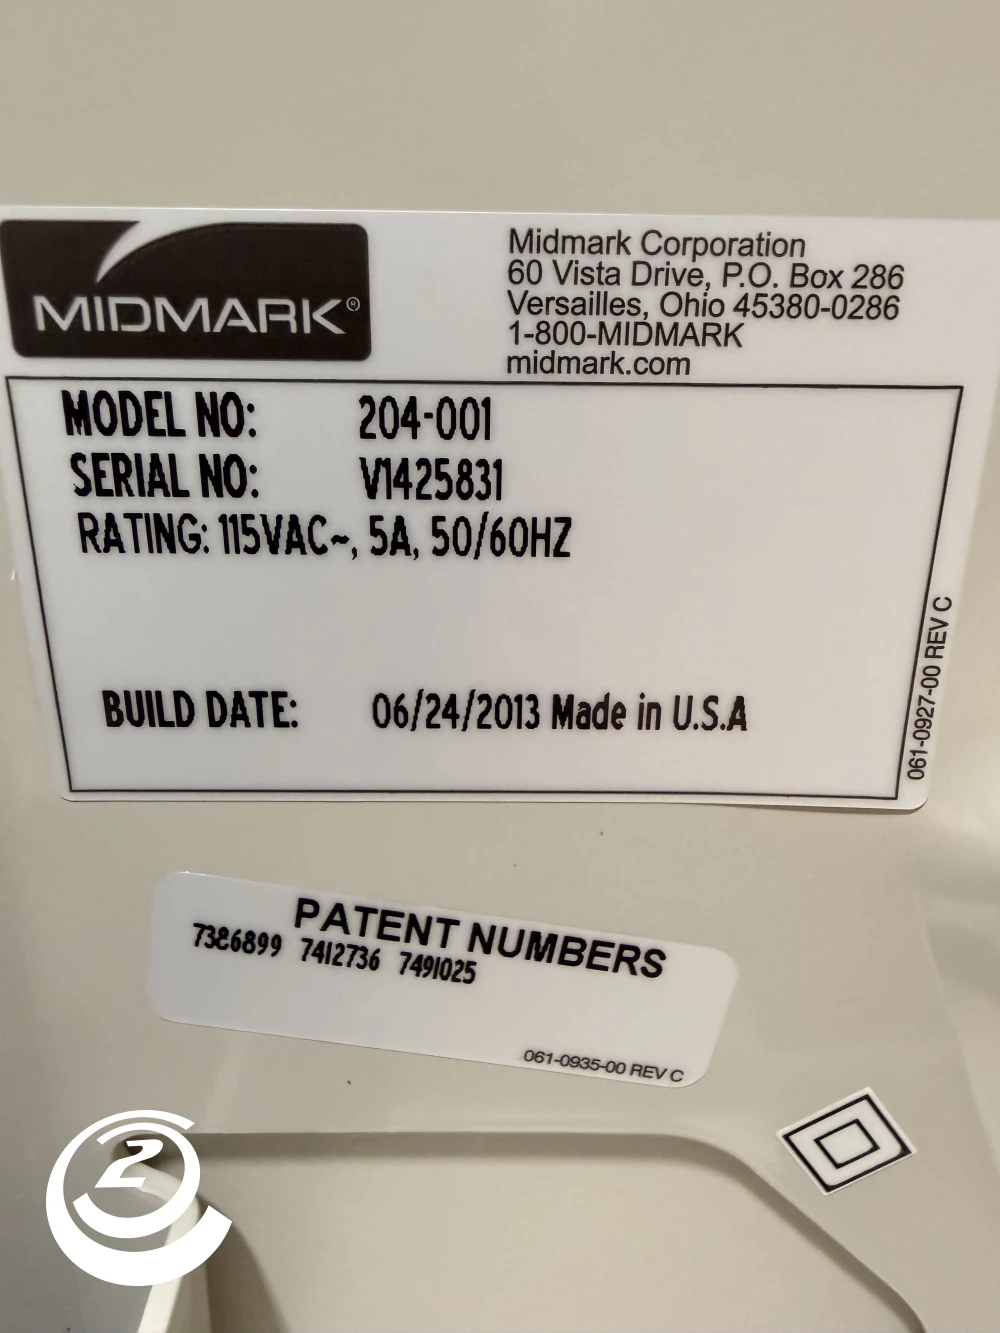 MIDMARK®
Midmark Corporation
60 Vista Drive, P.O. Box 286
Versailles, Ohio 45380-0286
1-800-MIDMARK
midmark.com
MODEL NO: 204-001
SERIAL NO: V1425831
RATING: 115VAC~, 5A, 50/60HZ
BUILD DATE: 06/24/2013 Made in U.S.A
061-0927-00 REV C
PATENT NUMBERS
7386899 7412736 7491025
061-0935-00 REV C
2